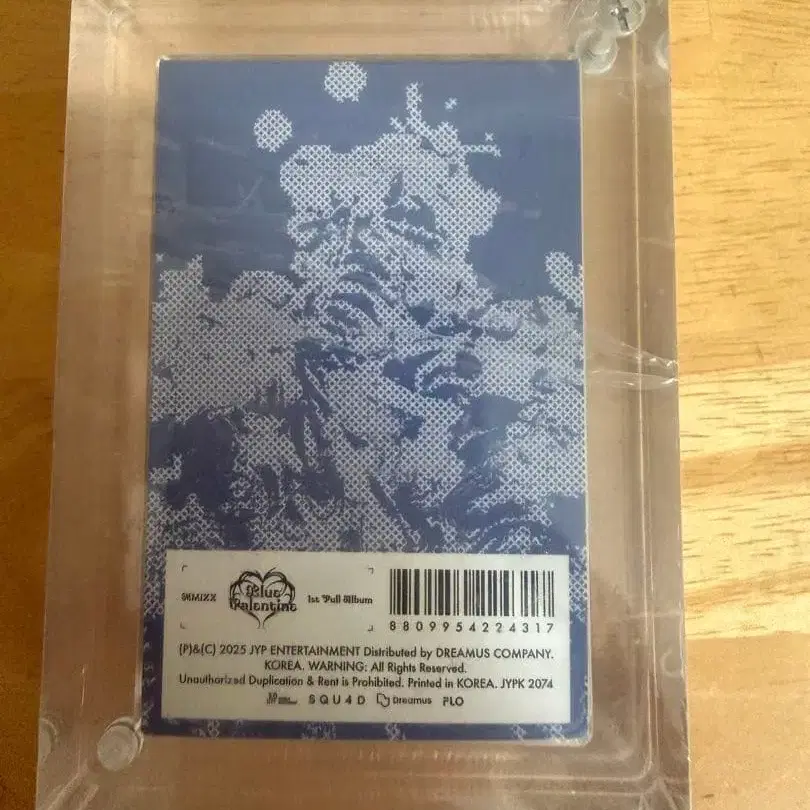 NMIXX
Blue
Valentine
1st Full Album
8809954224317
(P)&(C) 2025 JYP ENTERTAINMENT Distributed by DREAMUS COMPANY.
KOREA. WARNING: All Rights Reserved.
Unauthorized Duplication & Rent is Prohibited. Printed in KOREA. JYPK 2074
SQU4D Dreamus FLO